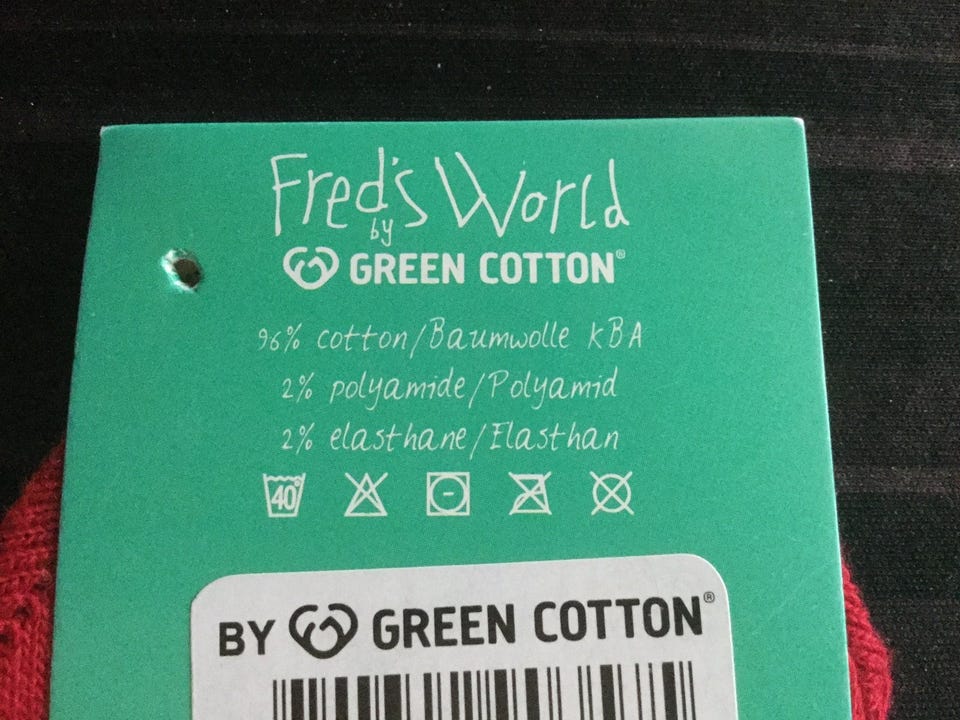 Fred's World
by
GREEN COTTON®
96% cotton/Baumwolle KBA
2% polyamide/Polyamid
2% elasthane/Elasthan
40°
BY GREEN COTTON®